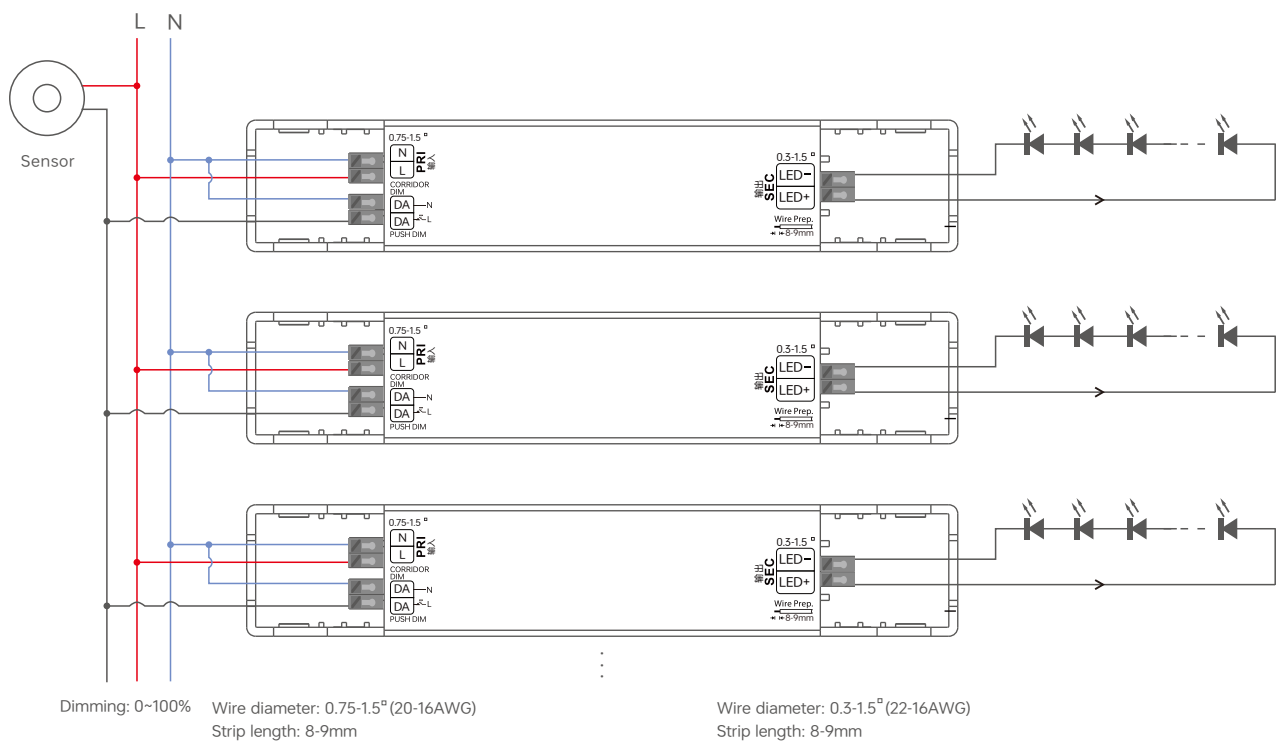 L N
Sensor
0.75-1.5▫
N
L
PRI
输入
CORRIDOR
DIM
DA N
DA L
PUSH DIM
0.3-1.5▫
输出
SEC
LED-
LED+
Wire Prep.
8-9mm
0.75-1.5▫
N
L
PRI
输入
CORRIDOR
DIM
DA N
DA L
PUSH DIM
0.3-1.5▫
输出
SEC
LED-
LED+
Wire Prep.
8-9mm
0.75-1.5▫
N
L
PRI
输入
CORRIDOR
DIM
DA N
DA L
PUSH DIM
0.3-1.5▫
输出
SEC
LED-
LED+
Wire Prep.
8-9mm
Dimming: 0~100%
Wire diameter: 0.75-1.5▫(20-16AWG)
Strip length: 8-9mm
Wire diameter: 0.3-1.5▫(22-16AWG)
Strip length: 8-9mm